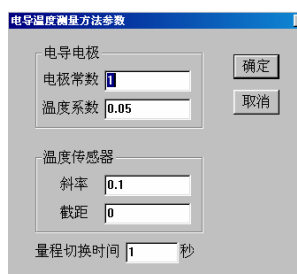 电导温度测量方法参数
电导电极
电极常数 1
温度系数 0.05
确定
取消
温度传感器
斜率 0.1
截距 0
量程切换时间 1 秒